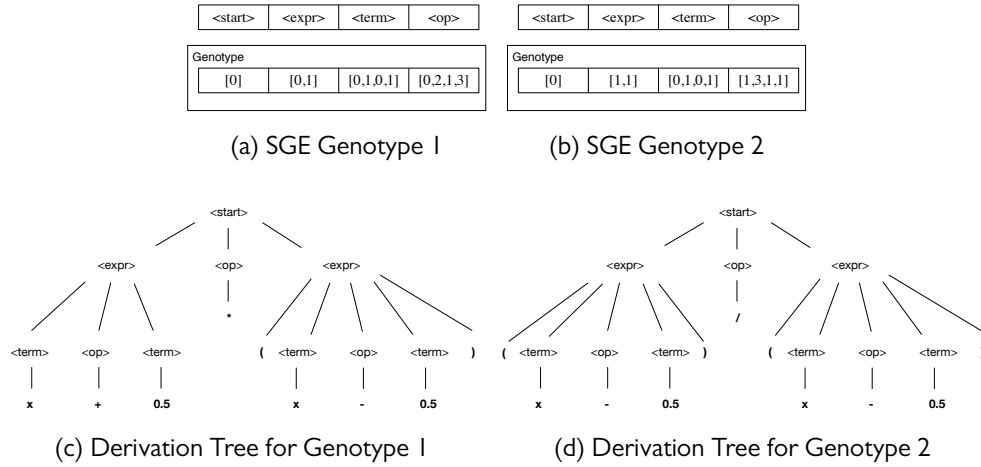 <start> <expr> <term> <op> <start> <expr> <term> <op>
Genotype Genotype
[0] [0,1] [0,1,0,1] [0,2,1,3] [0] [1,1] [0,1,0,1] [1,3,1,1]
(a) SGE Genotype 1 (b) SGE Genotype 2
<start> <start>
<expr> <op> <expr> <expr> <op> <expr>
* /
<term> <op> <term> ( <term> <op> <term> ) ( <term> <op> <term> ) ( <term> <op> <term> )
x + 0.5 x - 0.5 x - 0.5 x - 0.5
(c) Derivation Tree for Genotype 1 (d) Derivation Tree for Genotype 2